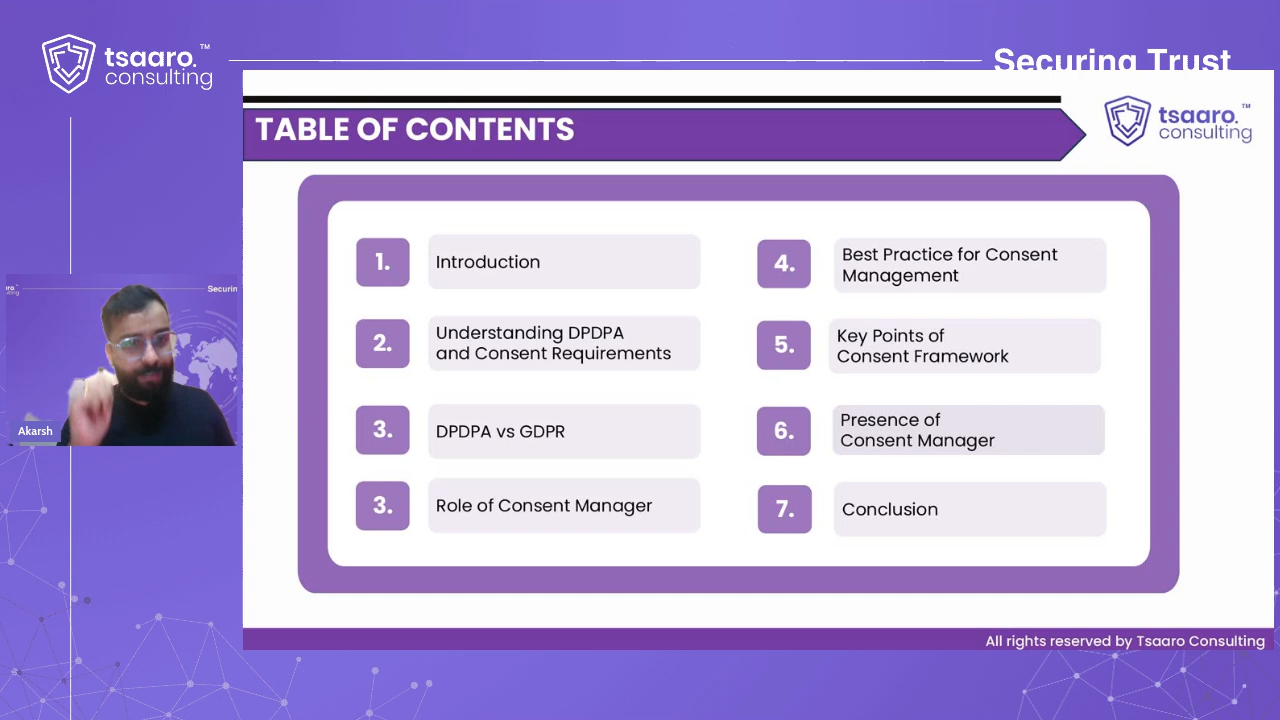 tsaaro.™
consulting
Securing Trust
TABLE OF CONTENTS
tsaaro.™
consulting
1.
Introduction
2.
Understanding DPDPA
and Consent Requirements
3.
DPDPA vs GDPR
3.
Role of Consent Manager
4.
Best Practice for Consent
Management
5.
Key Points of
Consent Framework
6.
Presence of
Consent Manager
7.
Conclusion
Securin
Akarsh
All rights reserved by Tsaaro Consulting